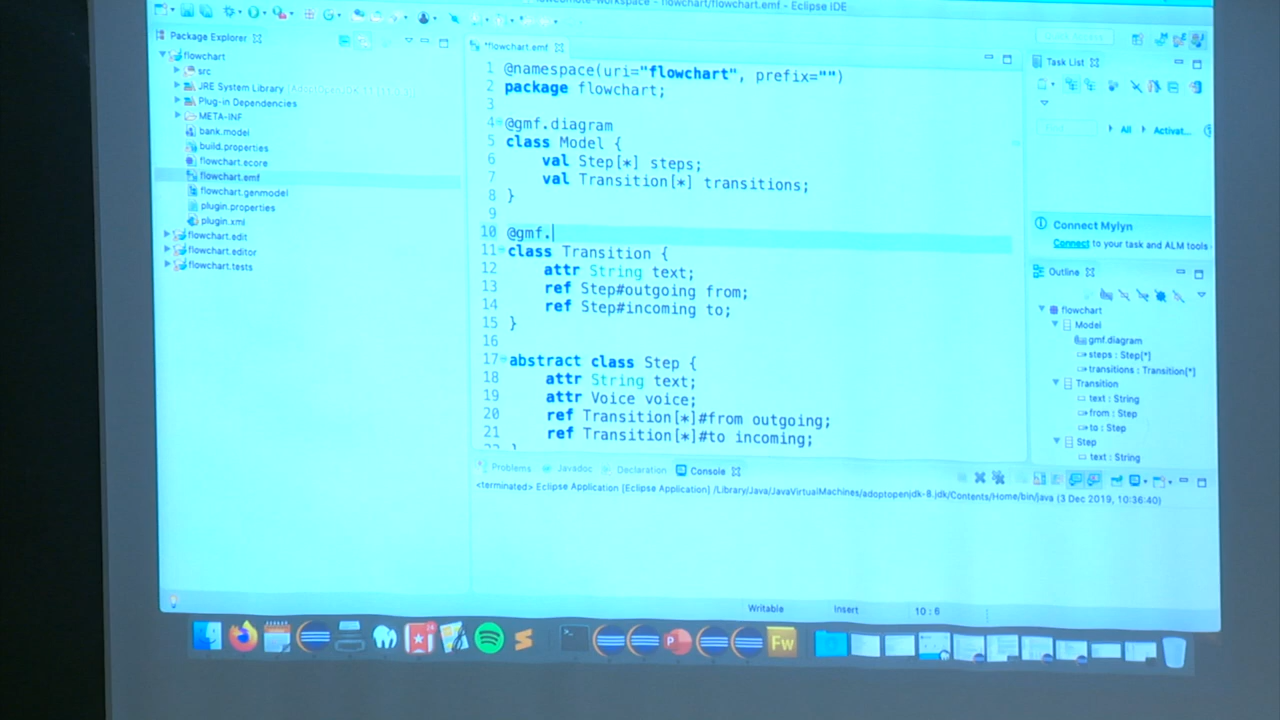 flowchart/flowchart.emf - Eclipse IDE
Package Explorer
flowchart
src
JRE System Library
Plug-in Dependencies
META-INF
bank.model
build.properties
flowchart.ecore
flowchart.emf
flowchart.genmodel
plugin.properties
plugin.xml
flowchart.edit
flowchart.editor
flowchart.tests
*flowchart.emf
1 @namespace(uri="flowchart", prefix="")
2 package flowchart;
3
4 @gmf.diagram
5 class Model {
6 val Step[*] steps;
7 val Transition[*] transitions;
8 }
9
10 @gmf.
11 class Transition {
12 attr String text;
13 ref Step#outgoing from;
14 ref Step#incoming to;
15 }
16
17 abstract class Step {
18 attr String text;
19 attr Voice voice;
20 ref Transition[*]#from outgoing;
21 ref Transition[*]#to incoming;
Task List
All Activat...
Connect Mylyn
Connect to your task and ALM tools
Outline
flowchart
Model
gmf.diagram
steps : Step[*]
transitions : Transition[*]
Transition
text : String
from : Step
to : Step
Step
text : String
Problems Javadoc Declaration Console
<terminated> Eclipse Application [Eclipse Application] /Library/Java/JavaVirtualMachines/adoptopenjdk-8.jdk/Contents/Home/bin/java (3 Dec 2019, 10:36:40)
Writable Insert 10 : 6
Fw